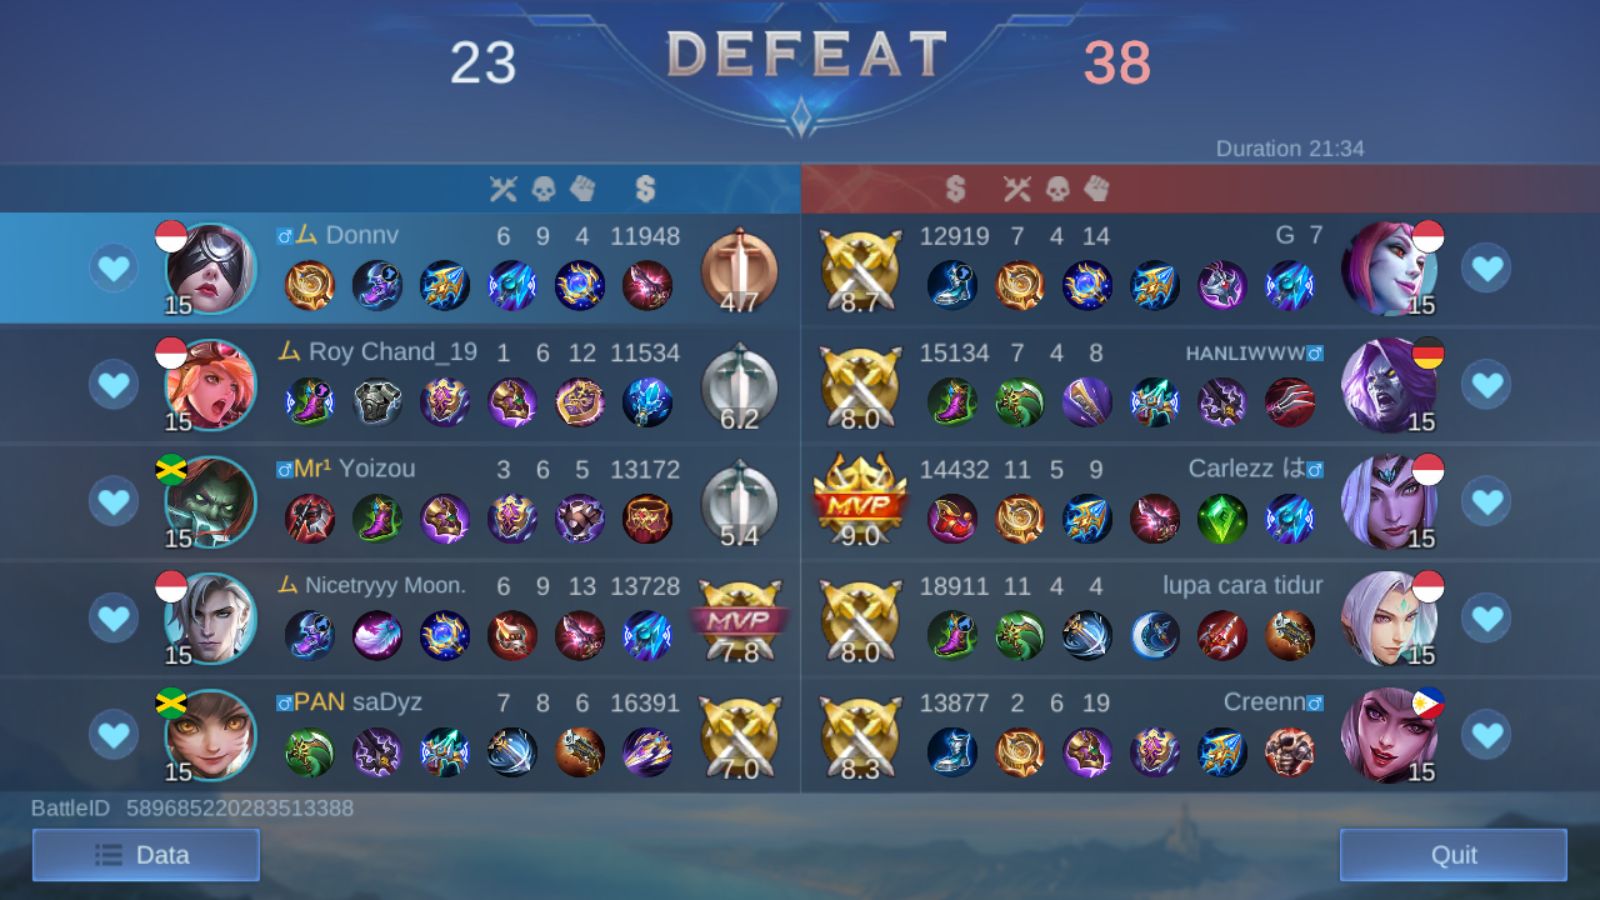 23 DEFEAT 38
Duration 21:34
♂ム Donnv 6 9 4 11948
15 4.7
12919 7 4 14 G 7
8.7 15
ム Roy Chand_19 1 6 12 11534
15 6.2
15134 7 4 8 HANLIWWW♂
8.0 15
♂Mr¹ Yoizou 3 6 5 13172
15 5.4
14432 11 5 9 Carlezz は♂
MVP
9.0 15
ム Nicetryyy Moon. 6 9 13 13728
MVP
15 7.8
18911 11 4 4 lupa cara tidur
8.0 15
♂PAN saDyz 7 8 6 16391
15 7.0
13877 2 6 19 Creenn♂
8.3 15
BattleID 589685220283513388
Data
Quit